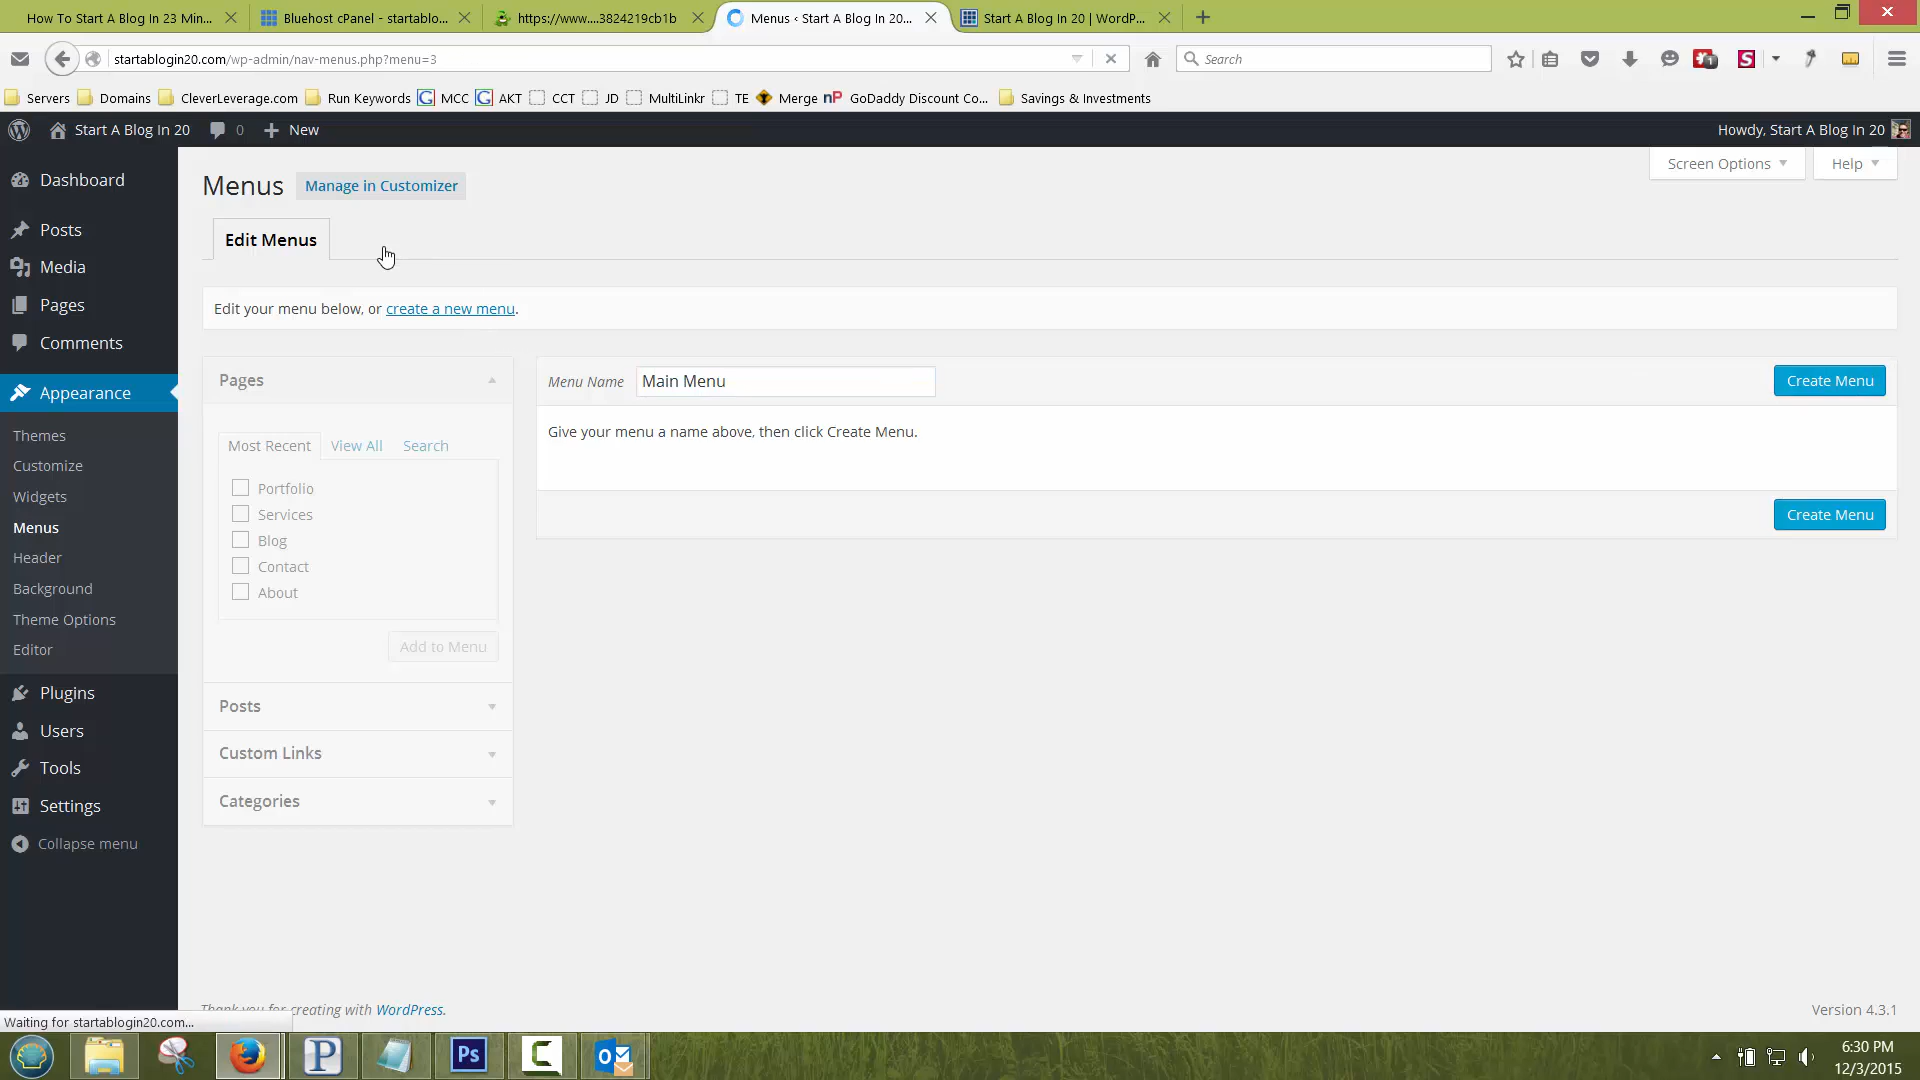 How To Start A Blog In 23 Min...
Bluehost cPanel - startablo...
https://www....3824219cb1b
Menus ‹ Start A Blog In 20...
Start A Blog In 20 | WordP...
startablogin20.com/wp-admin/nav-menus.php?menu=3
Search
Servers
Domains
CleverLeverage.com
Run Keywords
MCC
AKT
CCT
JD
MultiLinkr
TE
Merge
GoDaddy Discount Co...
Savings & Investments
Start A Blog In 20
0
New
Howdy, Start A Blog In 20
Dashboard
Posts
Media
Pages
Comments
Appearance
Themes
Customize
Widgets
Menus
Header
Background
Theme Options
Editor
Plugins
Users
Tools
Settings
Collapse menu
Menus
Manage in Customizer
Screen Options
Help
Edit Menus
Edit your menu below, or create a new menu.
Pages
Most Recent
View All
Search
Portfolio
Services
Blog
Contact
About
Add to Menu
Posts
Custom Links
Categories
Menu Name
Main Menu
Create Menu
Give your menu a name above, then click Create Menu.
Create Menu
Thank you for creating with WordPress.
Version 4.3.1
Waiting for startablogin20.com...
6:30 PM
12/3/2015